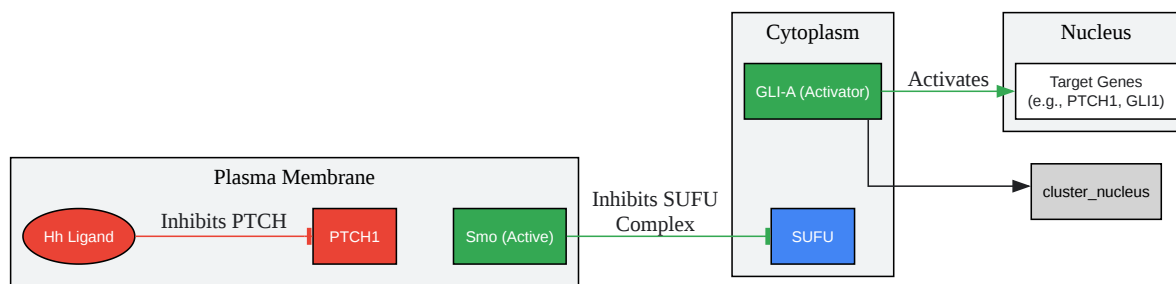 Cytoplasm
Nucleus
GLI-A (Activator)
Activates
Target Genes
(e.g., PTCH1, GLI1)
Plasma Membrane
cluster_nucleus
Hh Ligand
Inhibits PTCH
PTCH1
Smo (Active)
Inhibits SUFU
Complex
SUFU